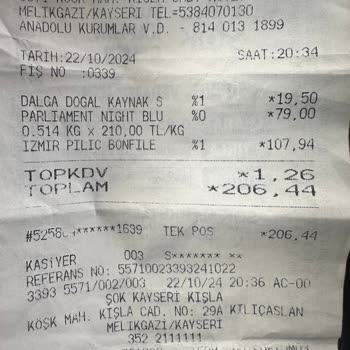 MELIKGAZI/KAYSERI TEL=5384070130
ANADOLU KURUMLAR V.D. - 814 013 1899
TARIH:22/10/2024 SAAT:20:34
FIŞ NO :0339
DALGA DOGAL KAYNAK S %1 *19,50
PARLIAMENT NIGHT BLU %0 *79,00
0.514 KG × 210,00 TL/KG
IZMIR PILIC BONFILE %1 *107,94
TOPKDV *1,26
TOPLAM *206,44
******1639 TEK POS *206,44
KASIYER 003 S******* **
REFERANS NO: 55710023393241022
3393 5571/002/003 22/10/24 20:36 AC-00
ŞOK KAYSERI KIŞLA
KÖŞK MAH. KIŞLA CAD. NO: 29A KILIÇASLAN
MELIKGAZI/KAYSERI
352 2111111